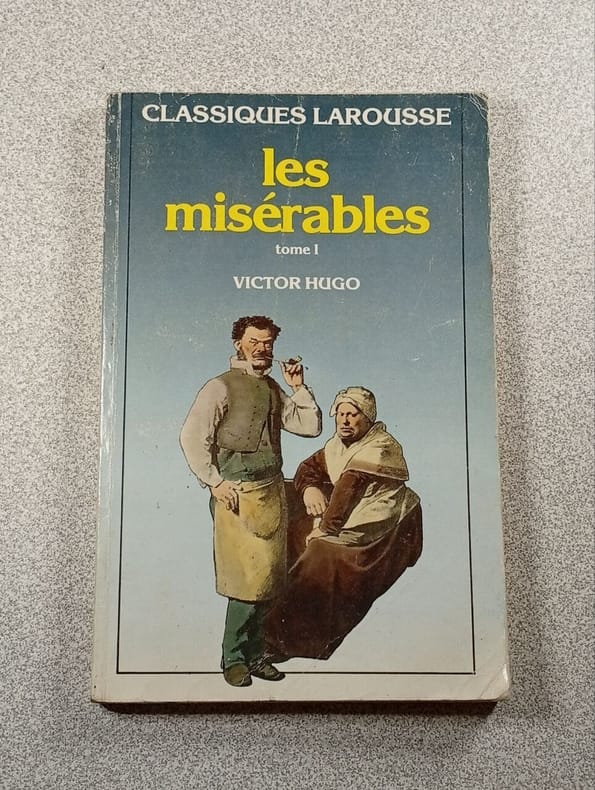 CLASSIQUES LAROUSSE
les
misérables
tome I
VICTOR HUGO